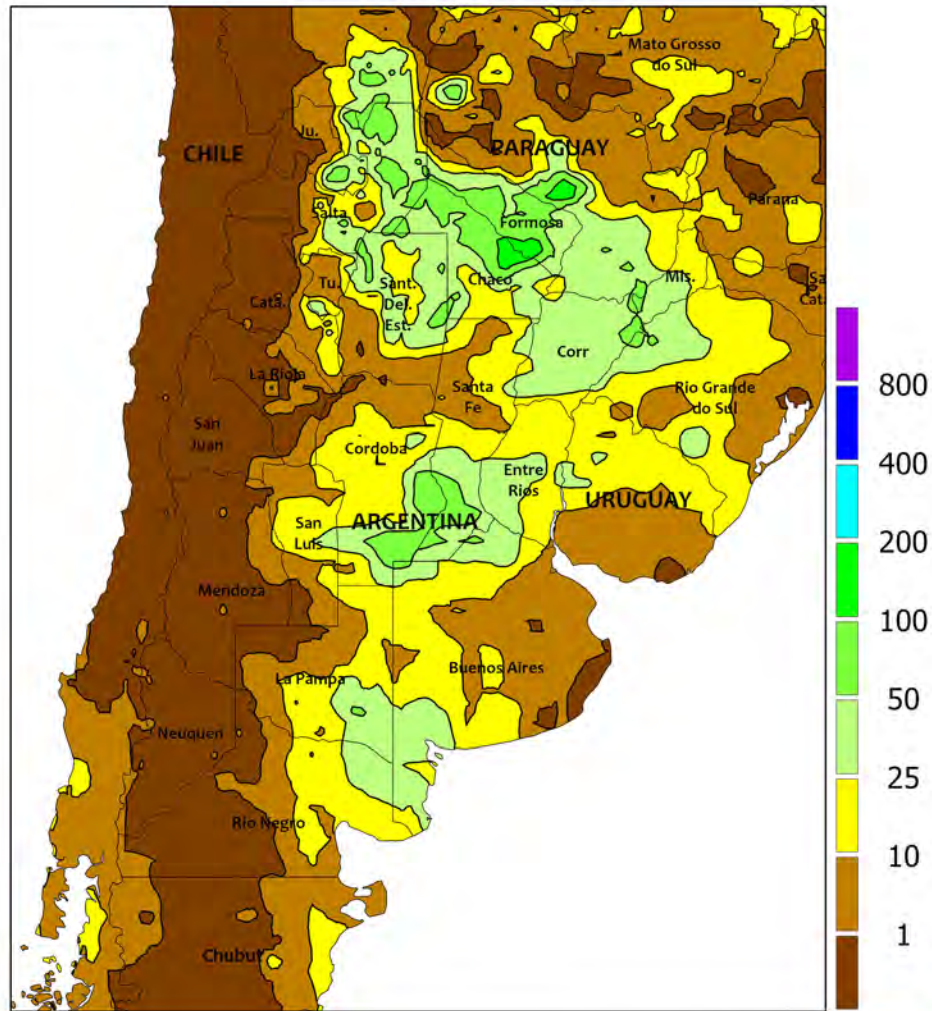 Mato Grosso
do Sul
Ju.
CHILE
PARAGUAY
Parana
Salta
Formosa
Tu.
Sant.
Del.
Est.
Chaco
Mis.
Sa
Cata.
Cata.
Corr
La Rioja
Santa
Fe
Rio Grande
do Sul
San
Juan
Cordoba
Entre
Rios
San
Luis
ARGENTINA
URUGUAY
Mendoza
La Pampa
Buenos Aires
Neuquen
Rio Negro
Chubut
800
400
200
100
50
25
10
1